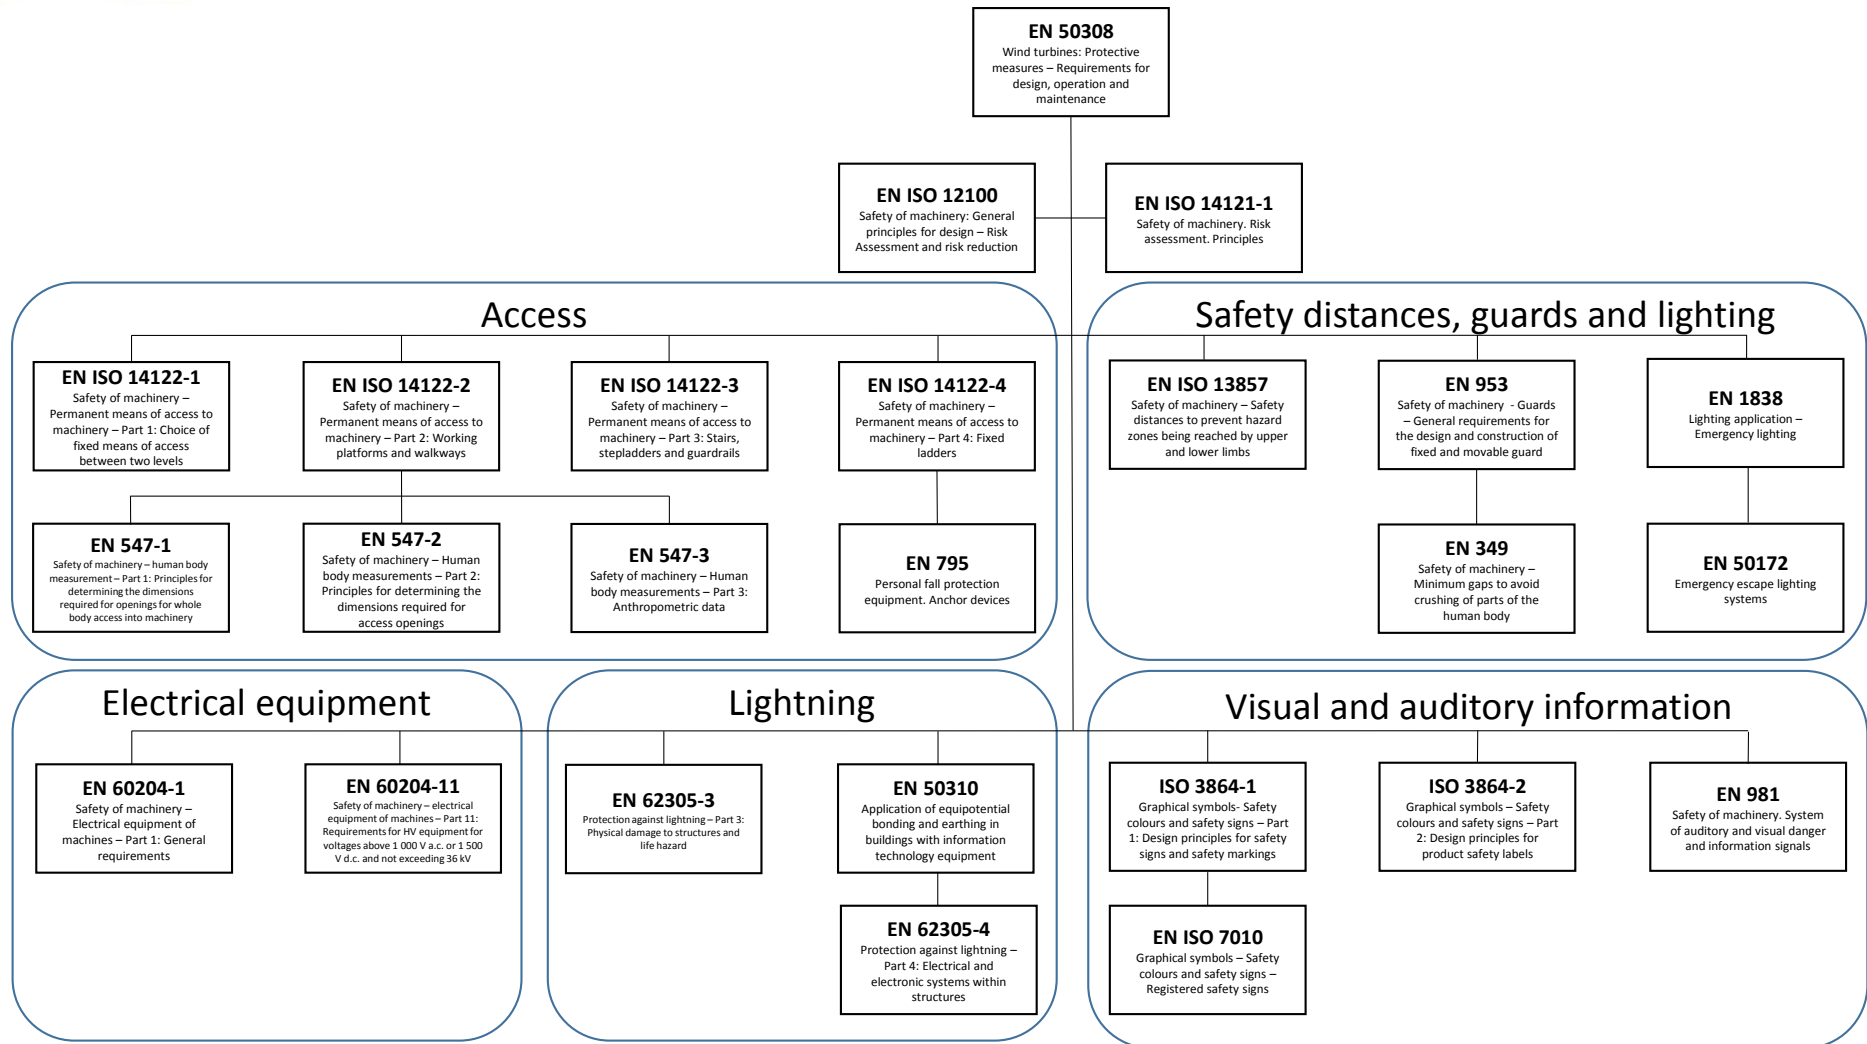 EN 50308
Wind turbines: Protective
measures – Requirements for
design, operation and
maintenance
EN ISO 12100
Safety of machinery: General
principles for design – Risk
Assessment and risk reduction
EN ISO 14121-1
Safety of machinery. Risk
assessment. Principles
Access
EN ISO 14122-1
Safety of machinery –
Permanent means of access to
machinery – Part 1: Choice of
fixed means of access
between two levels
EN ISO 14122-2
Safety of machinery –
Permanent means of access to
machinery – Part 2: Working
platforms and walkways
EN ISO 14122-3
Safety of machinery –
Permanent means of access to
machinery – Part 3: Stairs,
stepladders and guardrails
EN ISO 14122-4
Safety of machinery –
Permanent means of access to
machinery – Part 4: Fixed
ladders
EN 547-1
Safety of machinery – human body
measurement – Part 1: Principles for
determining the dimensions
required for openings for whole
body access into machinery
EN 547-2
Safety of machinery – Human
body measurements – Part 2:
Principles for determining the
dimensions required for
access openings
EN 547-3
Safety of machinery – Human
body measurements – Part 3:
Anthropometric data
EN 795
Personal fall protection
equipment. Anchor devices
Safety distances, guards and lighting
EN ISO 13857
Safety of machinery – Safety
distances to prevent hazard
zones being reached by upper
and lower limbs
EN 953
Safety of machinery - Guards
– General requirements for
the design and construction of
fixed and movable guard
EN 1838
Lighting application –
Emergency lighting
EN 349
Safety of machinery –
Minimum gaps to avoid
crushing of parts of the
human body
EN 50172
Emergency escape lighting
systems
Electrical equipment
EN 60204-1
Safety of machinery –
Electrical equipment of
machines – Part 1: General
requirements
EN 60204-11
Safety of machinery – electrical
equipment of machines – Part 11:
Requirements for HV equipment for
voltages above 1 000 V a.c. or 1 500
V d.c. and not exceeding 36 kV
Lightning
EN 62305-3
Protection against lightning – Part 3:
Physical damage to structures and
life hazard
EN 50310
Application of equipotential
bonding and earthing in
buildings with information
technology equipment
EN 62305-4
Protection against lightning –
Part 4: Electrical and
electronic systems within
structures
Visual and auditory information
ISO 3864-1
Graphical symbols- Safety
colours and safety signs – Part
1: Design principles for safety
signs and safety markings
ISO 3864-2
Graphical symbols – Safety
colours and safety signs – Part
2: Design principles for
product safety labels
EN 981
Safety of machinery. System
of auditory and visual danger
and information signals
EN ISO 7010
Graphical symbols – Safety
colours and safety signs –
Registered safety signs